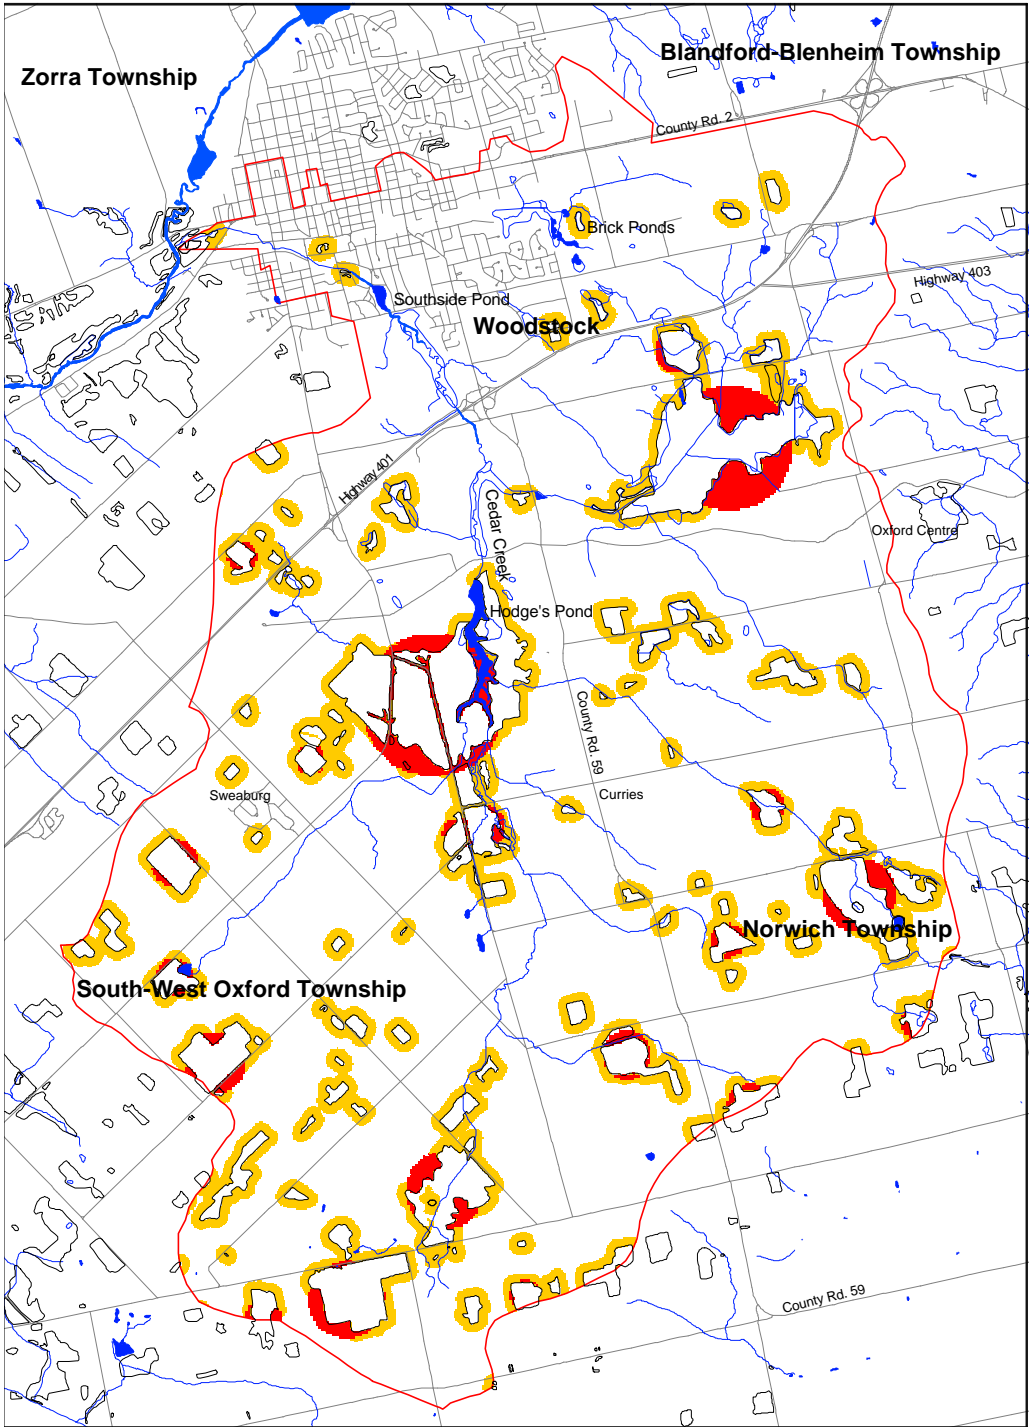 Blandford-Blenheim Township
Zorra Township
County Rd. 2
Brick Ponds
Highway 403
Southside Pond
Woodstock
Highway 401
Cedar Creek
Oxford Centre
Hodge's Pond
County Rd. 59
Sweaburg
Curries
Norwich Township
South-West Oxford Township
County Rd. 59